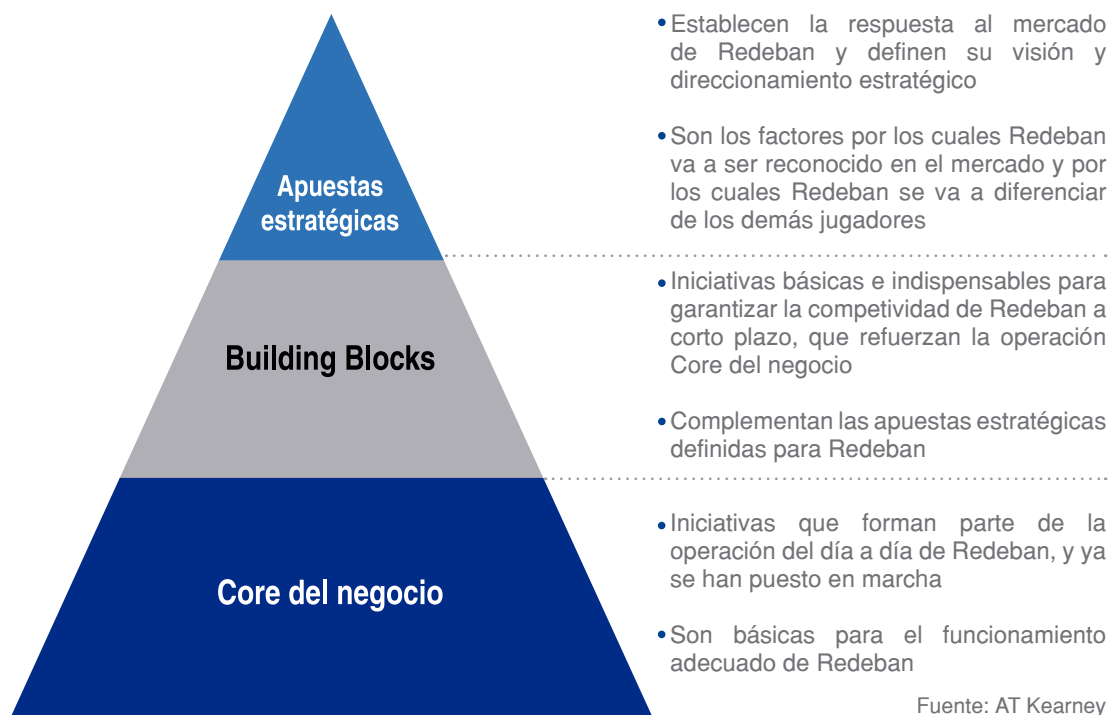 • Establecen la respuesta al mercado
de Redeban y definen su visión y
direccionamiento estratégico
• Son los factores por los cuales Redeban
va a ser reconocido en el mercado y por
los cuales Redeban se va a diferenciar
de los demás jugadores
Apuestas
estratégicas
• Iniciativas básicas e indispensables para
garantizar la competividad de Redeban a
corto plazo, que refuerzan la operación
Core del negocio
• Complementan las apuestas estratégicas
definidas para Redeban
Building Blocks
• Iniciativas que forman parte de la
operación del día a día de Redeban, y ya
se han puesto en marcha
• Son básicas para el funcionamiento
adecuado de Redeban
Core del negocio
Fuente: AT Kearney